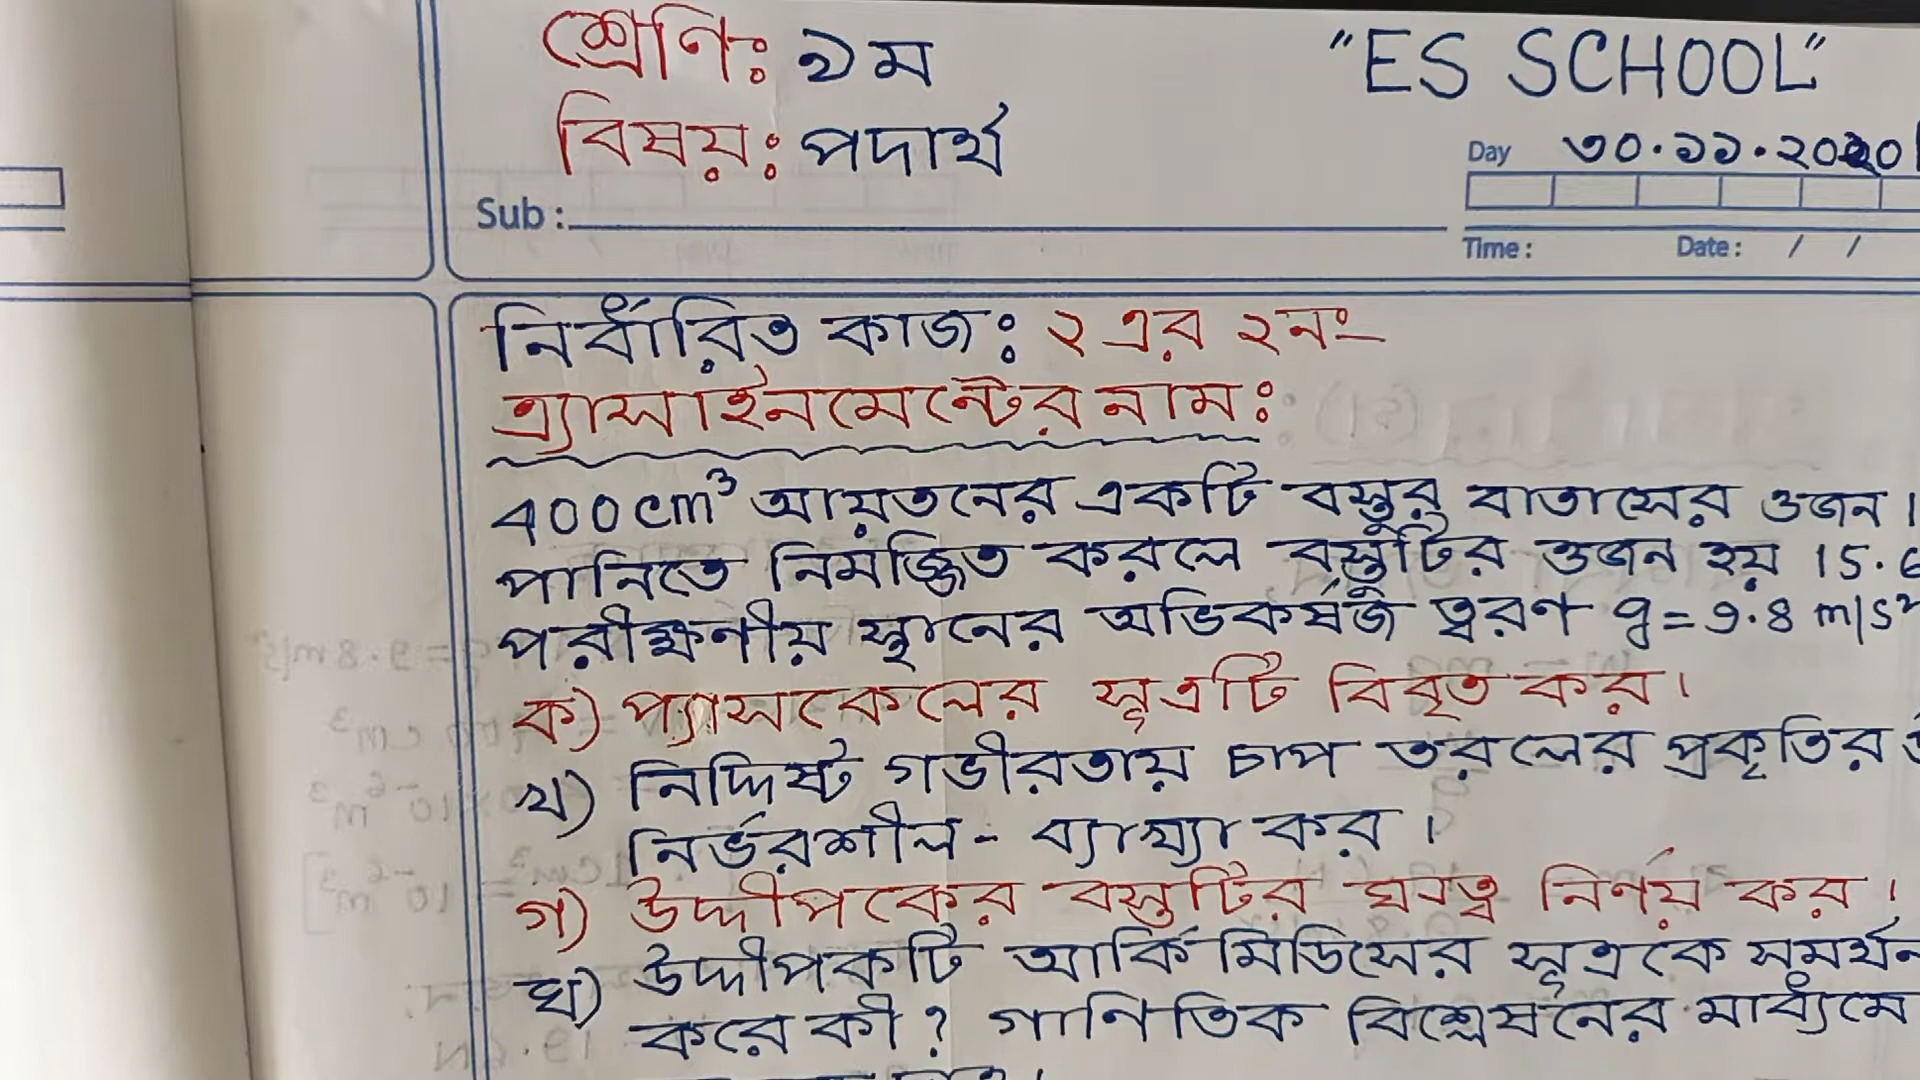 শ্রেণি: ৯ম
"ES SCHOOL"
বিষয়: পদার্থ
Day ৩০.১১.২০২০
Sub :
Time : Date : / /
নির্ধারিত কাজ: ২ এর ২নং
এ্যাসাইনমেন্টের নাম:
400cm³ আয়তনের একটি বস্তুর বাতাসের ওজন।
পানিতে নিমজ্জিত করলে বস্তুটির ওজন হয় 15.6
পরীক্ষণীয় স্থানের অভিকর্ষজ ত্বরণ g = 9.8 m/s²
ক) প্যাসকেলের সূত্রটি বিবৃত কর।
খ) নির্দিষ্ট গভীরতায় চাপ তরলের প্রকৃতির
নির্ভরশীল - ব্যাখ্যা কর।
গ) উদ্দীপকের বস্তুটির ঘনত্ব নির্ণয় কর।
ঘ) উদ্দীপকটি আর্কিমিডিসের সূত্রকে সমর্থন
করে কী? গাণিতিক বিশ্লেষনের মাধ্যমে